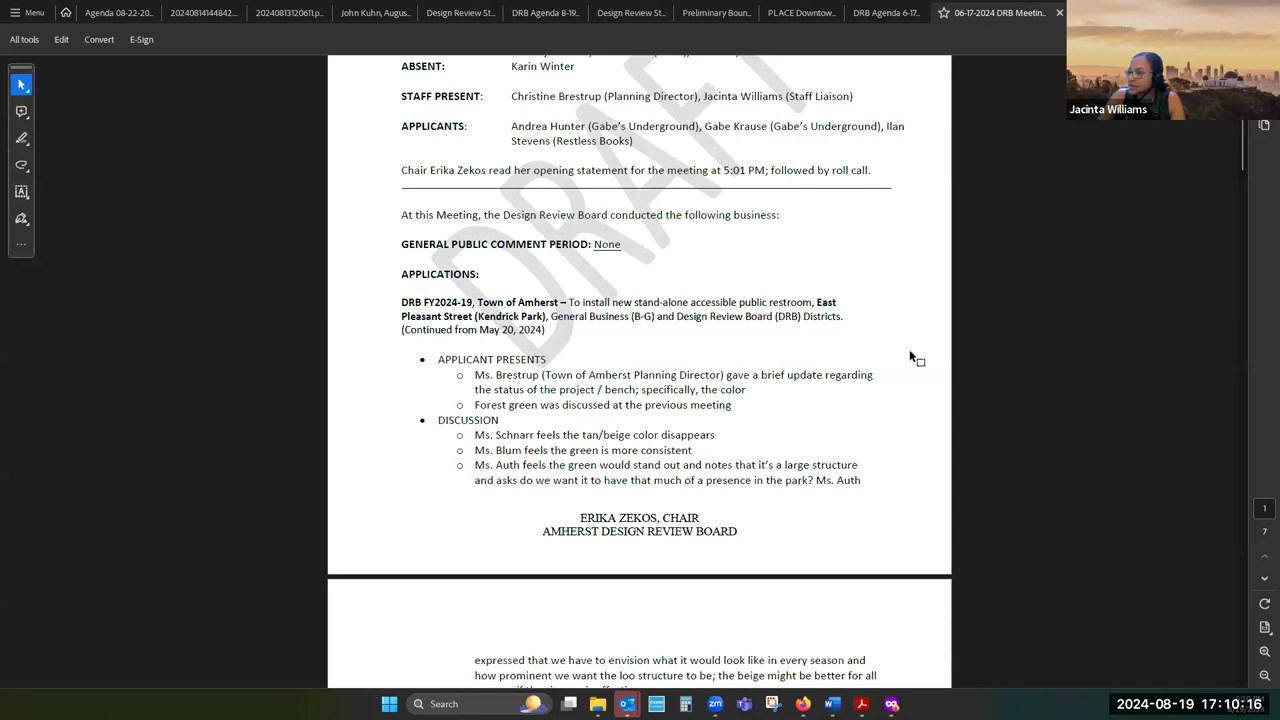 Menu
Agenda 08-22-20...
20240814144842...
20240813120611.p...
John Kuhn, Augus...
Design Review St...
DRB Agenda 8-19...
Design Review St...
Preliminary Boun...
PLACE Downtow...
DRB Agenda 6-17...
06-17-2024 DRB Meetin...
All tools Edit Convert E-Sign
Jacinta Williams
DRAFT
ABSENT: Karin Winter
STAFF PRESENT: Christine Brestrup (Planning Director), Jacinta Williams (Staff Liaison)
APPLICANTS: Andrea Hunter (Gabe's Underground), Gabe Krause (Gabe's Underground), Ilan
Stevens (Restless Books)
Chair Erika Zekos read her opening statement for the meeting at 5:01 PM; followed by roll call.
At this Meeting, the Design Review Board conducted the following business:
GENERAL PUBLIC COMMENT PERIOD: None
APPLICATIONS:
DRB FY2024-19, Town of Amherst – To install new stand-alone accessible public restroom, East
Pleasant Street (Kendrick Park), General Business (B-G) and Design Review Board (DRB) Districts.
(Continued from May 20, 2024)
• APPLICANT PRESENTS
o Ms. Brestrup (Town of Amherst Planning Director) gave a brief update regarding
the status of the project / bench; specifically, the color
o Forest green was discussed at the previous meeting
• DISCUSSION
o Ms. Schnarr feels the tan/beige color disappears
o Ms. Blum feels the green is more consistent
o Ms. Auth feels the green would stand out and notes that it's a large structure
and asks do we want it to have that much of a presence in the park? Ms. Auth
ERIKA ZEKOS, CHAIR
AMHERST DESIGN REVIEW BOARD
expressed that we have to envision what it would look like in every season and
how prominent we want the loo structure to be; the beige might be better for all
1
7
Search
2024-08-19 17:10:16